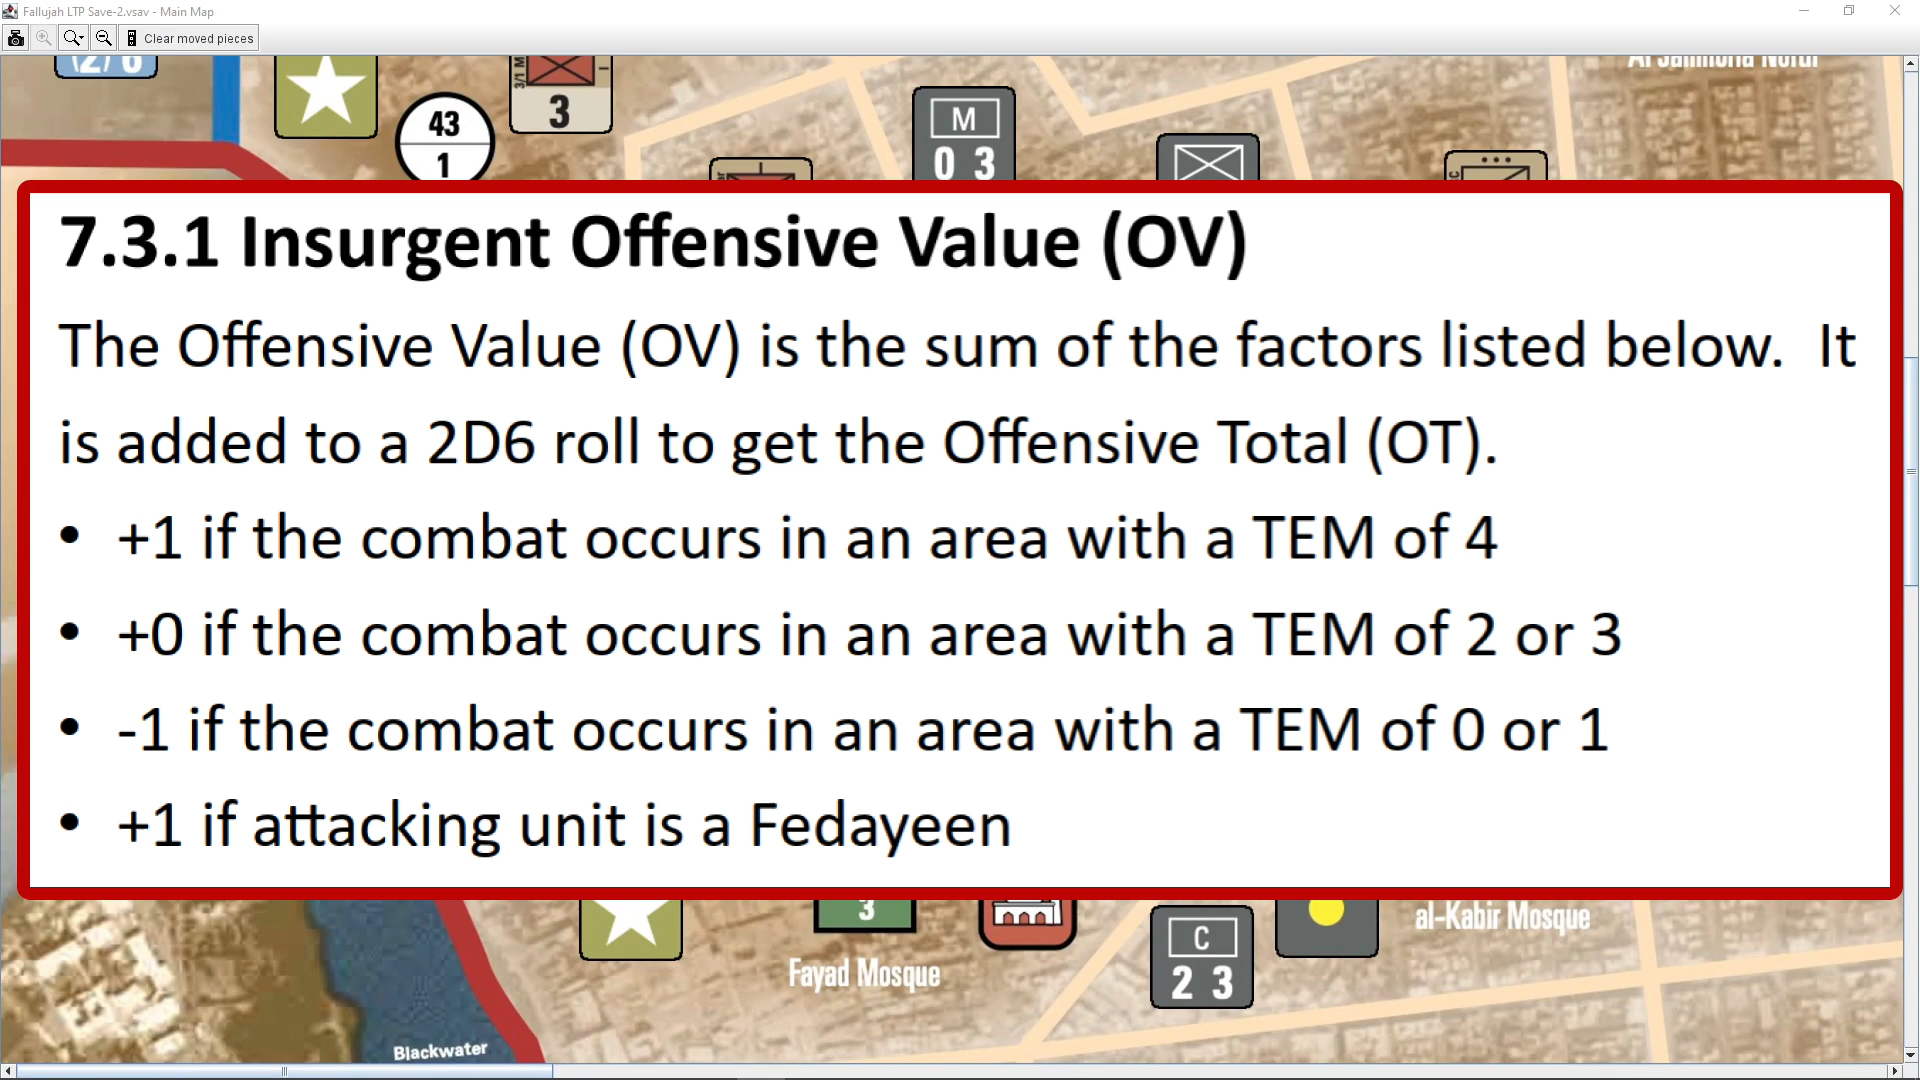 Fallujah LTP Save-2.vsav - Main Map
Clear moved pieces
(2) 6
3/1 M
I
3
43
1
M
0 3
7.3.1 Insurgent Offensive Value (OV)
The Offensive Value (OV) is the sum of the factors listed below. It
is added to a 2D6 roll to get the Offensive Total (OT).
• +1 if the combat occurs in an area with a TEM of 4
• +0 if the combat occurs in an area with a TEM of 2 or 3
• -1 if the combat occurs in an area with a TEM of 0 or 1
• +1 if attacking unit is a Fedayeen
3
Fayad Mosque
C
2 3
al-Kabir Mosque
Blackwater